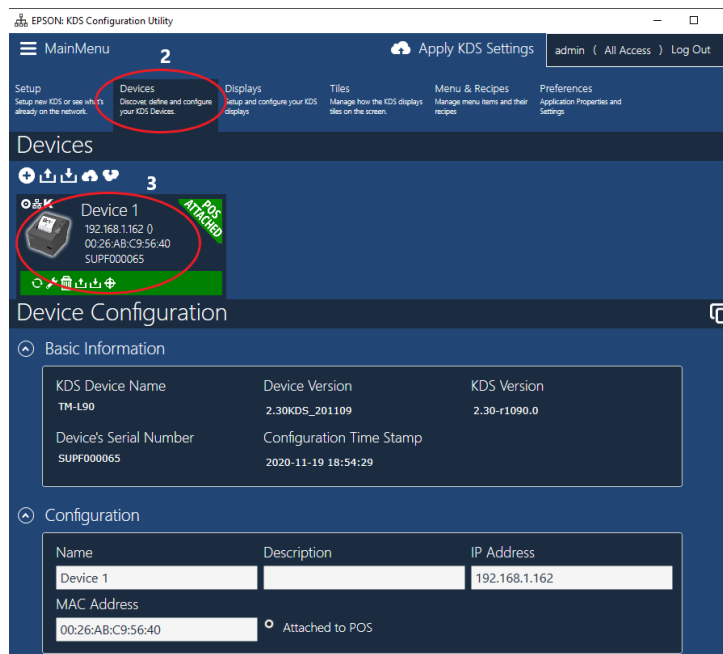 EPSON: KDS Configuration Utility
MainMenu
2
Apply KDS Settings
admin ( All Access ) Log Out
Setup
Setup new KDS or see what's
already on the network.
Devices
Discover, define and configure
your KDS Devices.
Displays
Setup and configure your KDS
displays
Tiles
Manage how the KDS displays
tiles on the screen.
Menu & Recipes
Manage menu items and their
recipes
Preferences
Application Properties and
Settings
Devices
3
K
Device 1
192.168.1.162 ()
00:26:AB:C9:56:40
SUPF000065
POS
ATTACHED
Device Configuration
Basic Information
KDS Device Name
TM-L90
Device Version
2.30KDS_201109
KDS Version
2.30-r1090.0
Device's Serial Number
SUPF000065
Configuration Time Stamp
2020-11-19 18:54:29
Configuration
Name
Device 1
Description
IP Address
192.168.1.162
MAC Address
00:26:AB:C9:56:40
Attached to POS